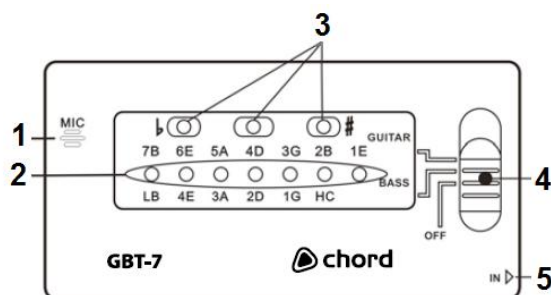 3
1
MIC
♭ ♯
GUITAR
7B 6E 5A 4D 3G 2B 1E
2
BASS
LB 4E 3A 2D 1G HC
4
OFF
GBT-7
chord
IN
5